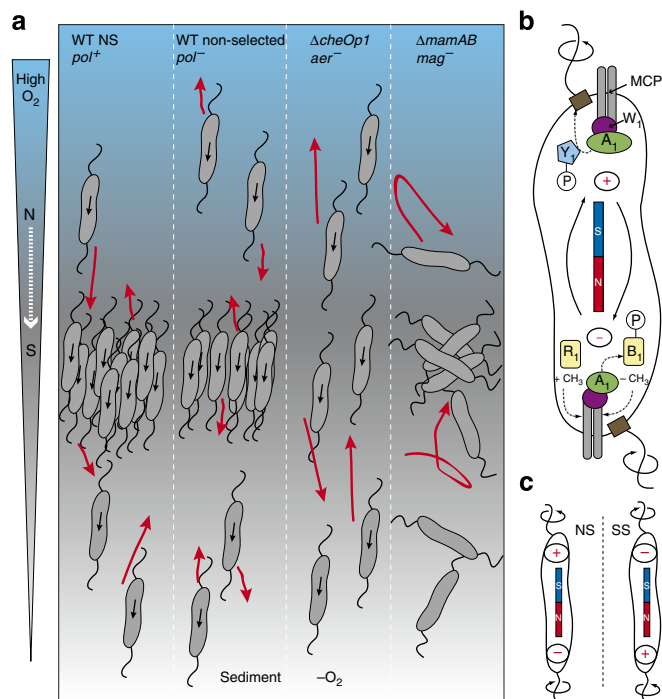 a
High
O₂
N
S
WT NS
pol⁺
WT non-selected
pol⁻
ΔcheOp1
aer⁻
ΔmamAB
mag⁻
Sediment –O₂
b
MCP
W₁
A₁
Y₁
P
+
S
N
–
P
R₁
B₁
+ CH₃
A₁
– CH₃
c
NS
SS
+
–
S
S
N
N
–
+